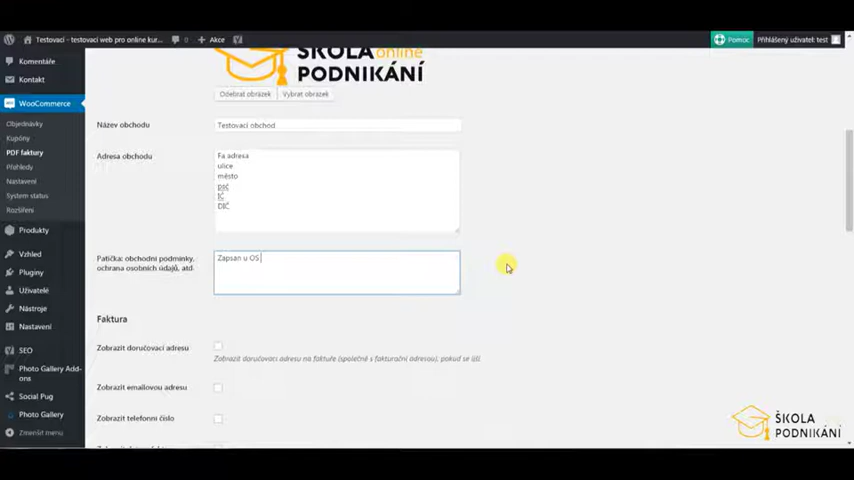 Testovací - testovací web pro online kur...
0
Akce
Pomoc
Přihlášený uživatel: test
Komentáře
Kontakt
WooCommerce
Objednávky
Kupóny
PDF faktury
Přehledy
Nastavení
System status
Rozšíření
Produkty
Vzhled
Pluginy
Uživatelé
Nástroje
Nastavení
SEO
Photo Gallery Add-
ons
Social Pug
Photo Gallery
Zmenšit menu
ŠKOLA online
PODNIKÁNÍ
Odebrat obrázek
Vybrat obrázek
Název obchodu
Testovací obchod
Adresa obchodu
Fa adresa
ulice
město
psč
IČ
DIČ
Patička: obchodní podmínky,
ochrana osobních údajů, atd.
Zapsan u OS
Faktura
Zobrazit doručovací adresu
Zobrazit doručovací adresu na faktuře (společně s fakturační adresou), pokud se liší.
Zobrazit emailovou adresu
Zobrazit telefonní číslo
ŠKOLA
PODNIKÁNÍ